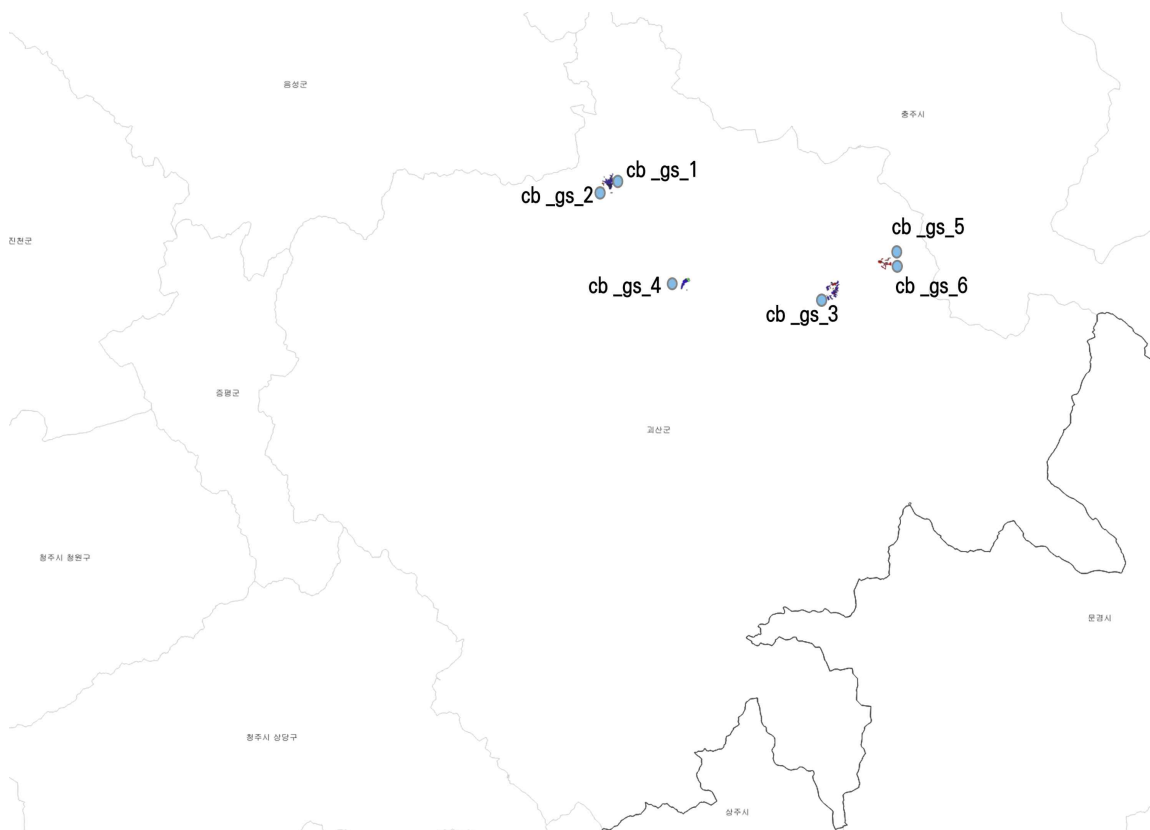 음성군
충주시
cb _gs_1
cb _gs_2
cb _gs_5
진천군
cb _gs_4
cb _gs_6
cb _gs_3
증평군
괴산군
청주시 청원구
문경시
청주시 상당구
상주시